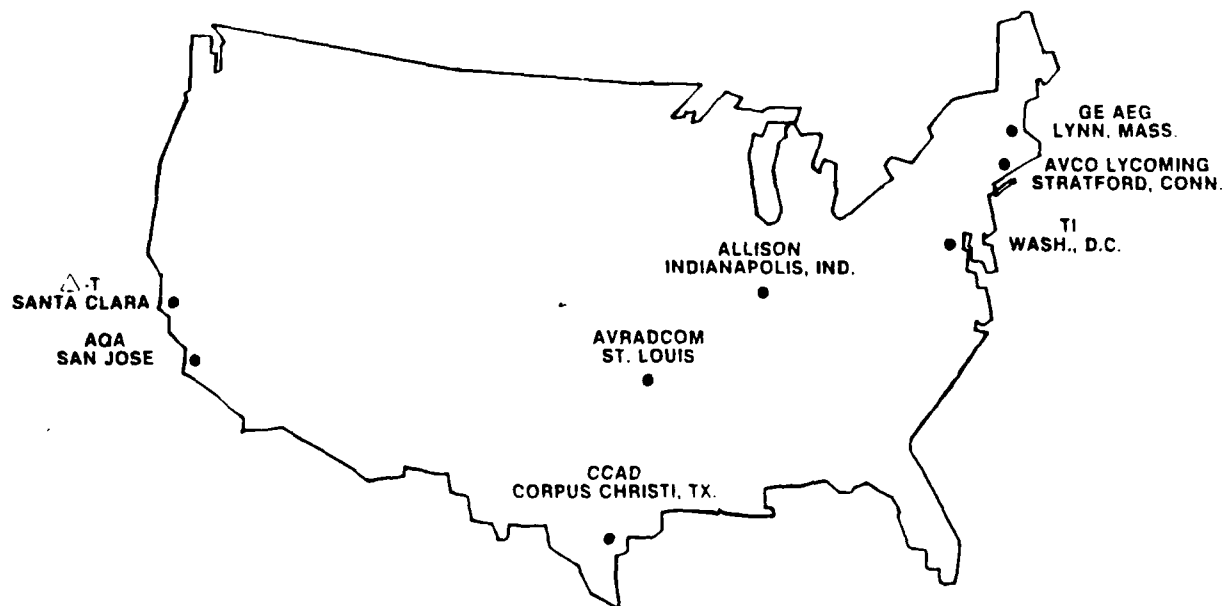 GE AEG
LYNN, MASS.
AVCO LYCOMING
STRATFORD, CONN.
TI
WASH., D.C.
ALLISON
INDIANAPOLIS, IND.
△-T
SANTA CLARA
AQA
SAN JOSE
AVRADCOM
ST. LOUIS
CCAD
CORPUS CHRISTI, TX.